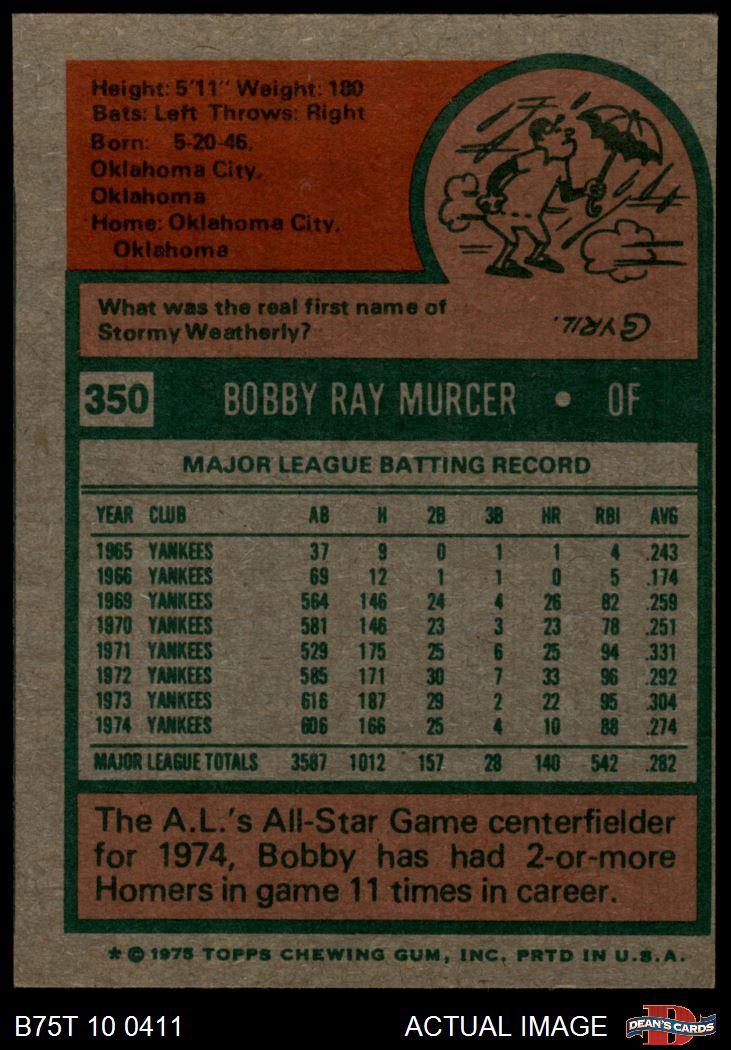 Height: 5'11" Weight: 180
Bats: Left Throws: Right
Born: 5-20-46,
Oklahoma City,
Oklahoma
Home: Oklahoma City,
Oklahoma
What was the real first name of
Stormy Weatherly?
CYRIL.
350 BOBBY RAY MURCER • OF
MAJOR LEAGUE BATTING RECORD
YEAR CLUB AB H 2B 3B HR RBI AVG
1965 YANKEES 37 9 0 1 1 4 .243
1966 YANKEES 69 12 1 1 0 5 .174
1969 YANKEES 564 146 24 4 26 82 .259
1970 YANKEES 581 146 23 3 23 78 .251
1971 YANKEES 529 175 25 6 25 94 .331
1972 YANKEES 585 171 30 7 33 96 .292
1973 YANKEES 616 187 29 2 22 95 .304
1974 YANKEES 606 166 25 4 10 88 .274
MAJOR LEAGUE TOTALS 3587 1012 157 28 140 542 .282
The A.L.'s All-Star Game centerfielder
for 1974, Bobby has had 2-or-more
Homers in game 11 times in career.
* © 1975 TOPPS CHEWING GUM, INC. PRTD IN U.S.A.
B75T 10 0411 ACTUAL IMAGE DEAN'S CARDS